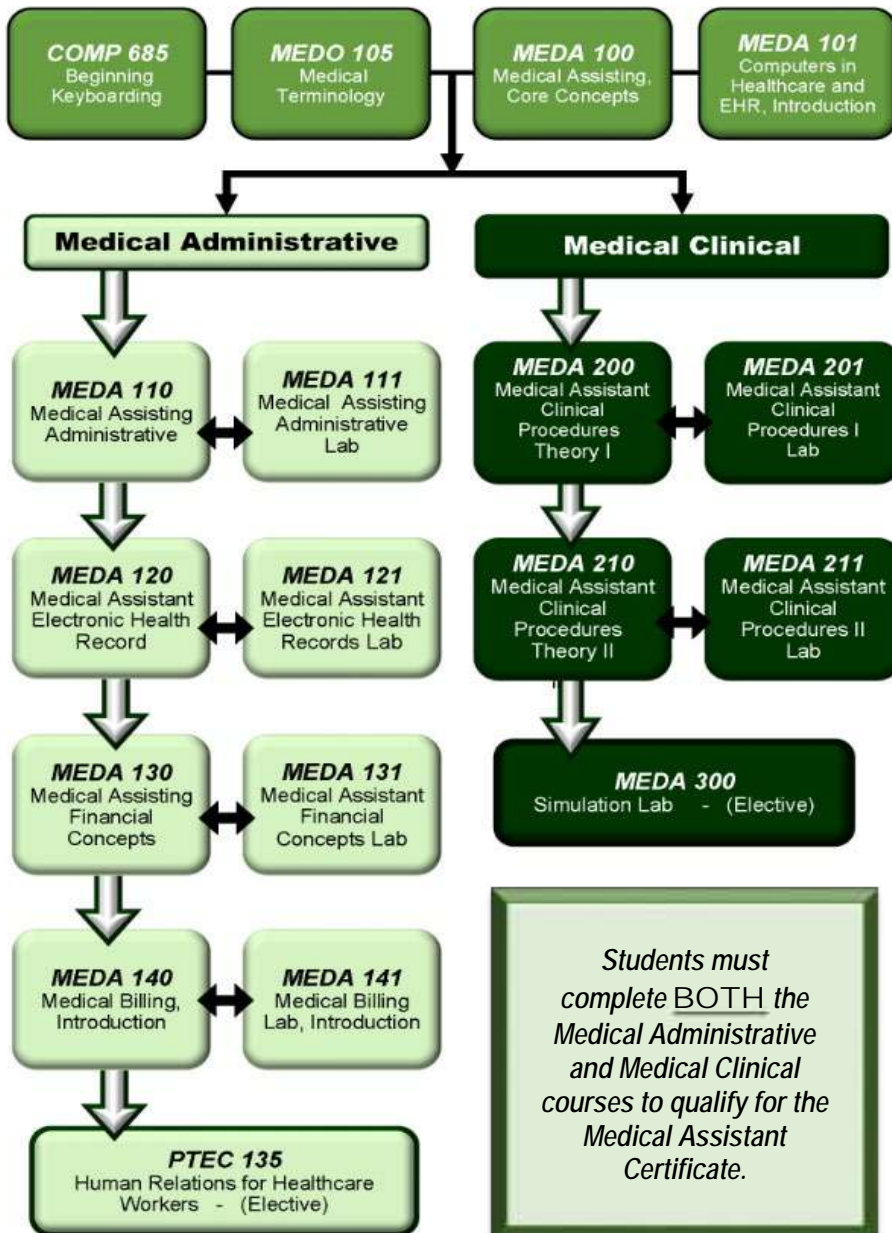 COMP 685
Beginning
Keyboarding
MEDO 105
Medical
Terminology
MEDA 100
Medical Assisting,
Core Concepts
MEDA 101
Computers in
Healthcare and
EHR, Introduction
Medical Administrative
MEDA 110
Medical Assisting
Administrative
MEDA 111
Medical Assisting
Administrative
Lab
MEDA 120
Medical Assistant
Electronic Health
Record
MEDA 121
Medical Assistant
Electronic Health
Records Lab
MEDA 130
Medical Assisting
Financial
Concepts
MEDA 131
Medical Assistant
Financial
Concepts Lab
MEDA 140
Medical Billing,
Introduction
MEDA 141
Medical Billing
Lab, Introduction
PTEC 135
Human Relations for Healthcare
Workers - (Elective)
Medical Clinical
MEDA 200
Medical Assistant
Clinical
Procedures
Theory I
MEDA 201
Medical Assistant
Clinical
Procedures I
Lab
MEDA 210
Medical Assistant
Clinical
Procedures
Theory II
MEDA 211
Medical Assistant
Clinical
Procedures II
Lab
MEDA 300
Simulation Lab - (Elective)
Students must
complete BOTH the
Medical Administrative
and Medical Clinical
courses to qualify for the
Medical Assistant
Certificate.